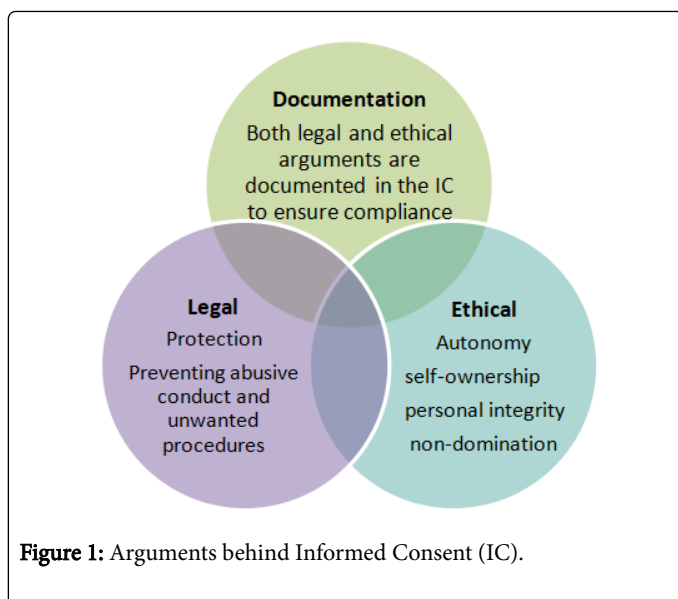 Documentation
Both legal and ethical
arguments are
documented in the IC
to ensure compliance
Legal
Protection
Preventing abusive
conduct and
unwanted
procedures
Ethical
Autonomy
self-ownership
personal integrity
non-domination
Figure 1: Arguments behind Informed Consent (IC).